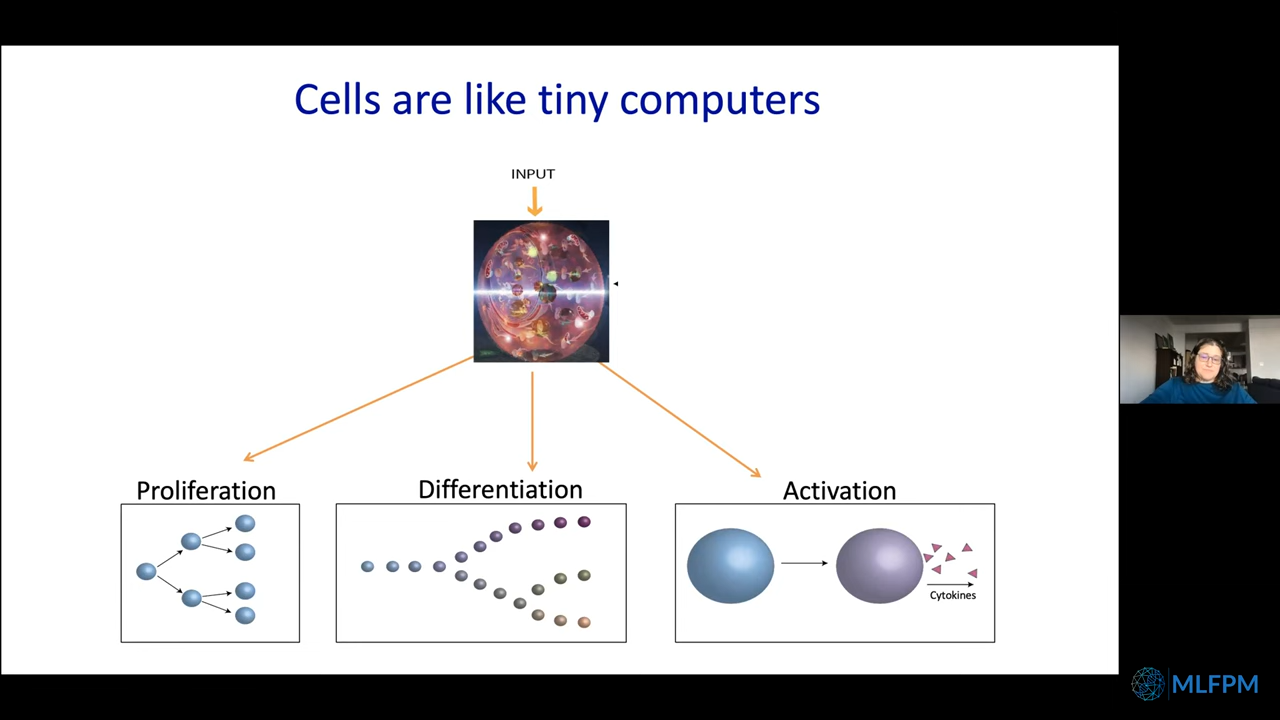 Cells are like tiny computers
INPUT
Proliferation
Differentiation
Activation
Cytokines
MLFPM